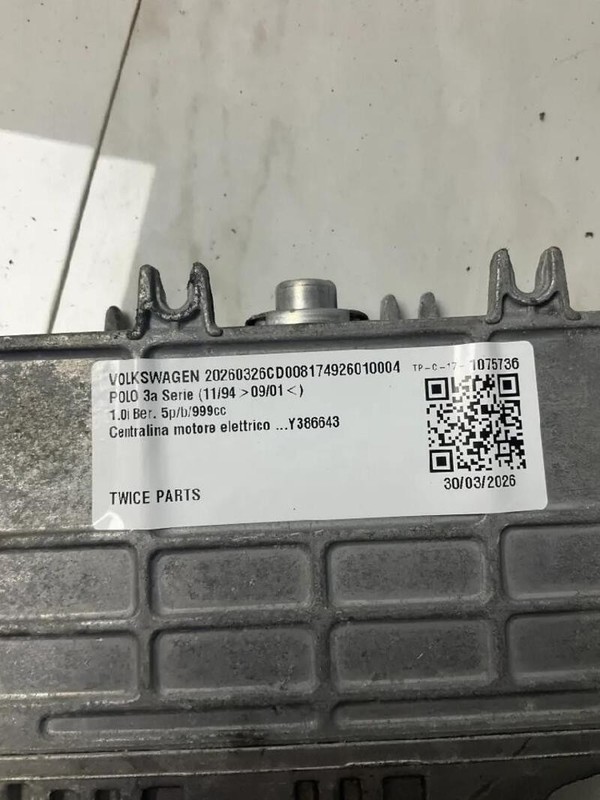 VOLKSWAGEN 20260326CD008174926010004 TP-C-17- 1075736
POLO 3a Serie (11/94 >09/01<)
1.0i Ber. 5p/b/999cc
Centralina motore elettrico ...Y386643
30/03/2026
TWICE PARTS